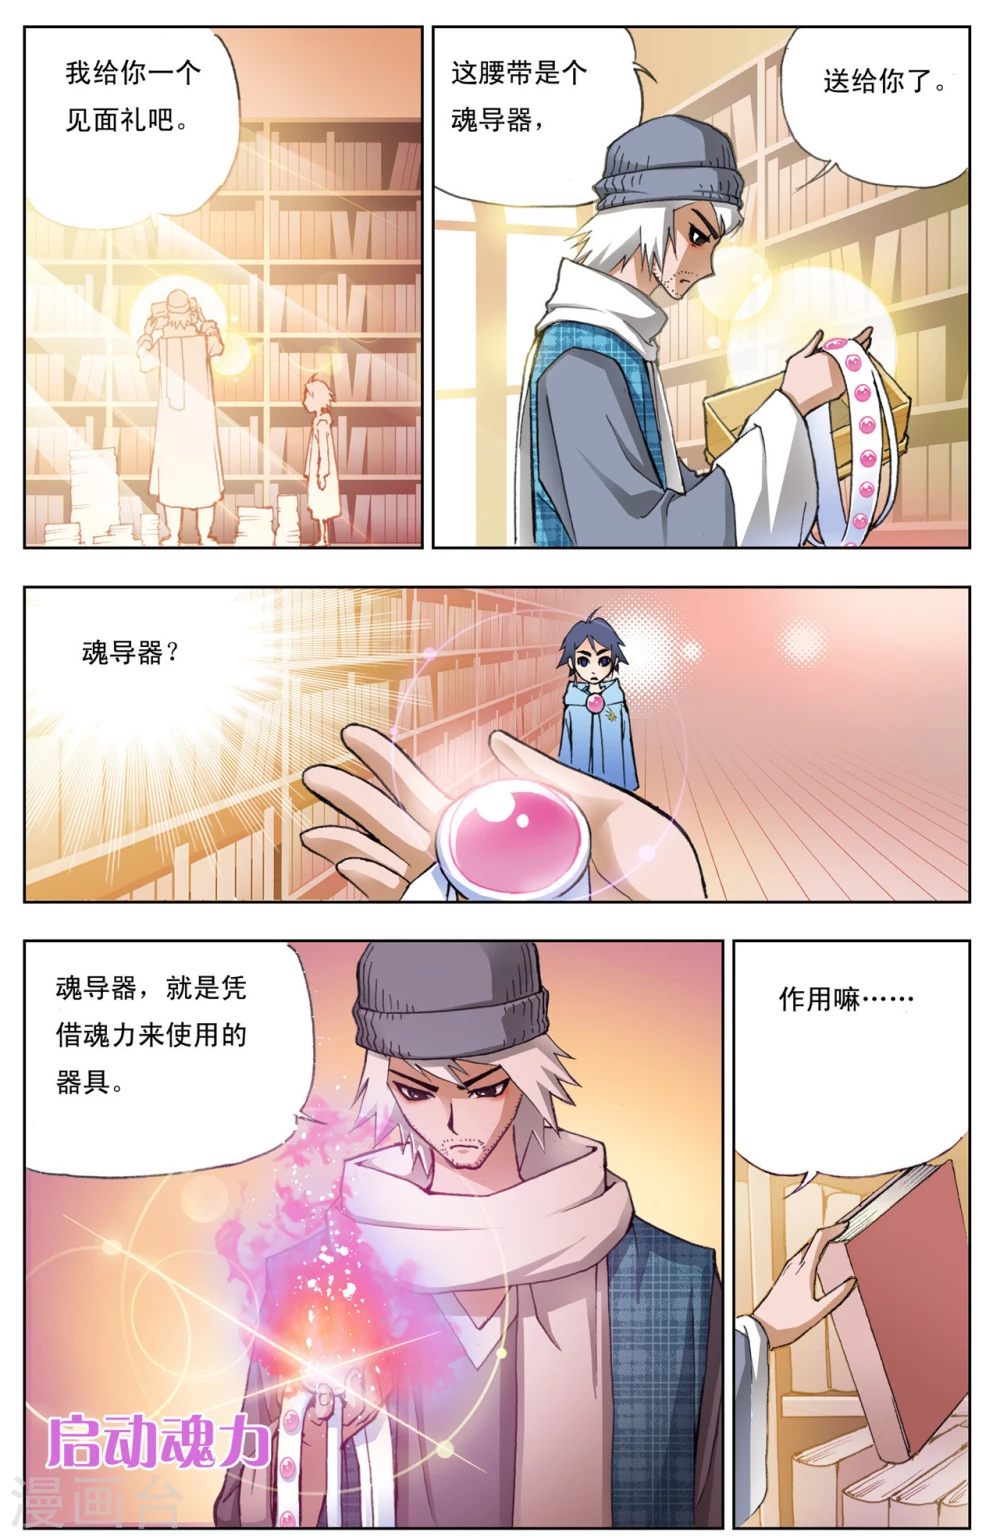 我给你一个
见面礼吧。
这腰带是个
魂导器，
送给你了。
魂导器？
魂导器，就是凭
借魂力来使用的
器具。
作用嘛……
启动魂力
漫画台